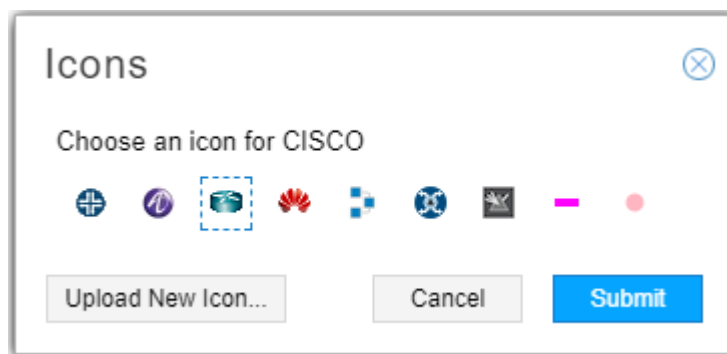 Icons
Choose an icon for CISCO
Upload New Icon...
Cancel
Submit